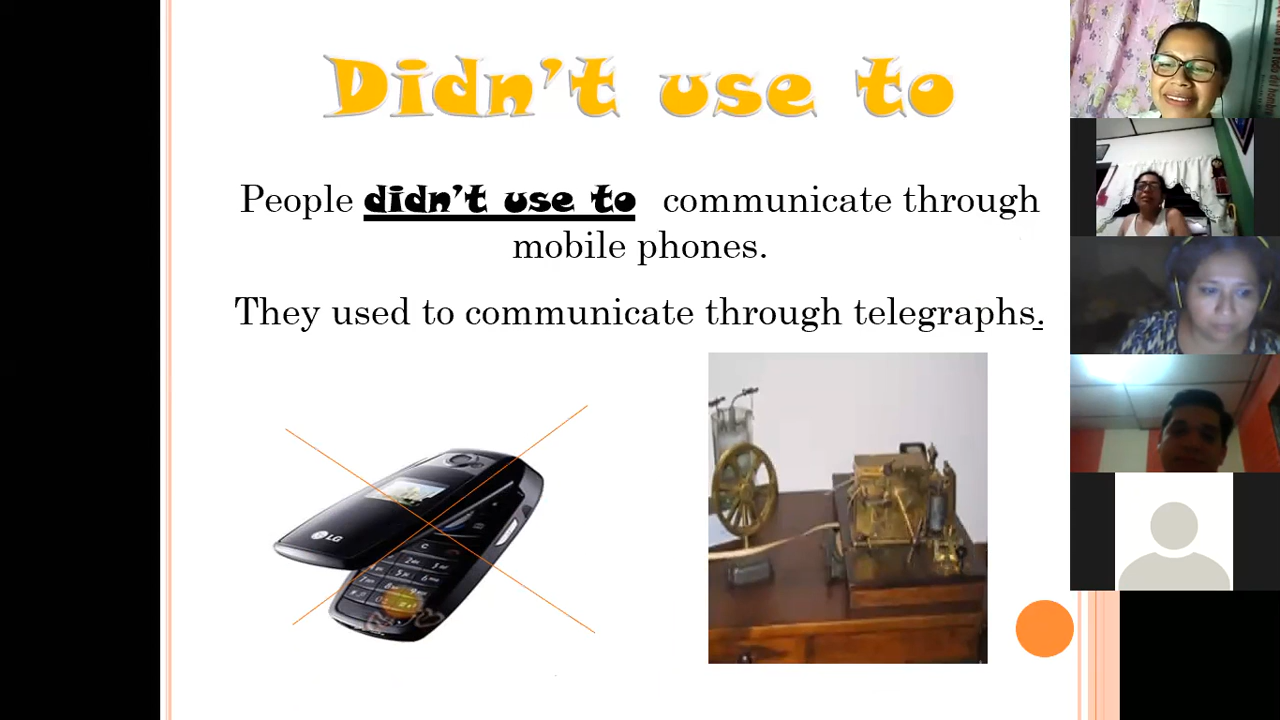 Didn't use to
People didn't use to communicate through
mobile phones.
They used to communicate through telegraphs.
LG